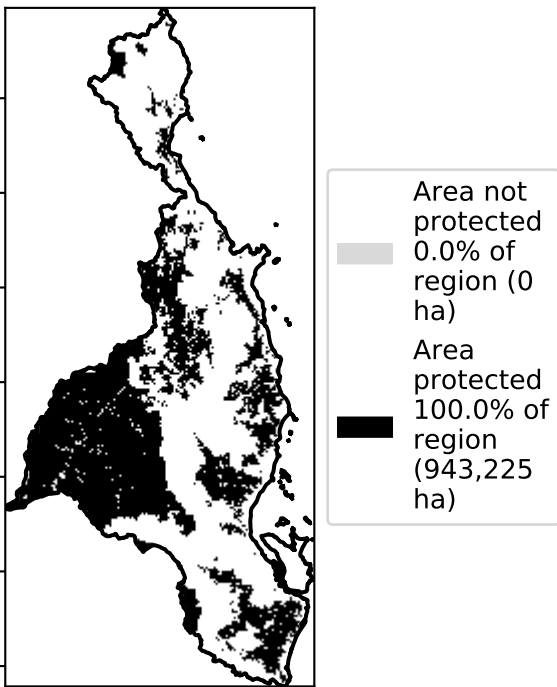 Area not
protected
0.0% of
region (0
ha)
Area
protected
100.0% of
region
(943,225
ha)